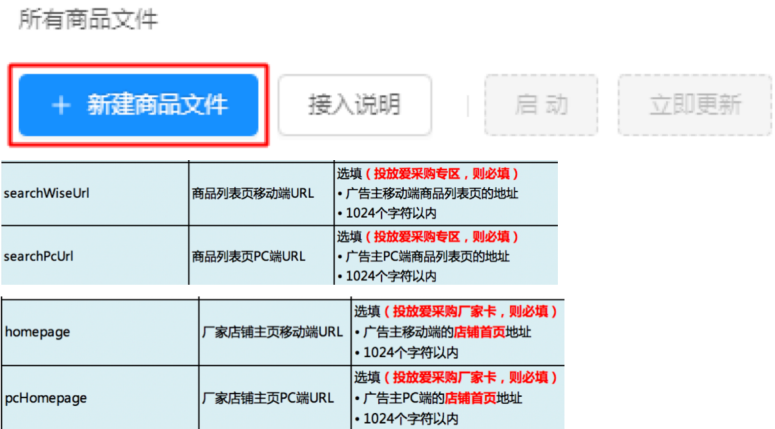 所有商品文件
+ 新建商品文件 接入说明 启动 立即更新
选填（投放爱采购专区，则必填）
searchWiseUrl 商品列表页移动端URL • 广告主移动端商品列表页的地址
• 1024个字符以内
选填（投放爱采购专区，则必填）
searchPcUrl 商品列表页PC端URL • 广告主PC端商品列表页的地址
• 1024个字符以内
选填（投放爱采购厂家卡，则必填）
homepage 厂家店铺主页移动端URL • 广告主移动端的店铺首页地址
• 1024个字符以内
选填（投放爱采购厂家卡，则必填）
pcHomepage 厂家店铺主页PC端URL • 广告主PC端的店铺首页地址
• 1024个字符以内